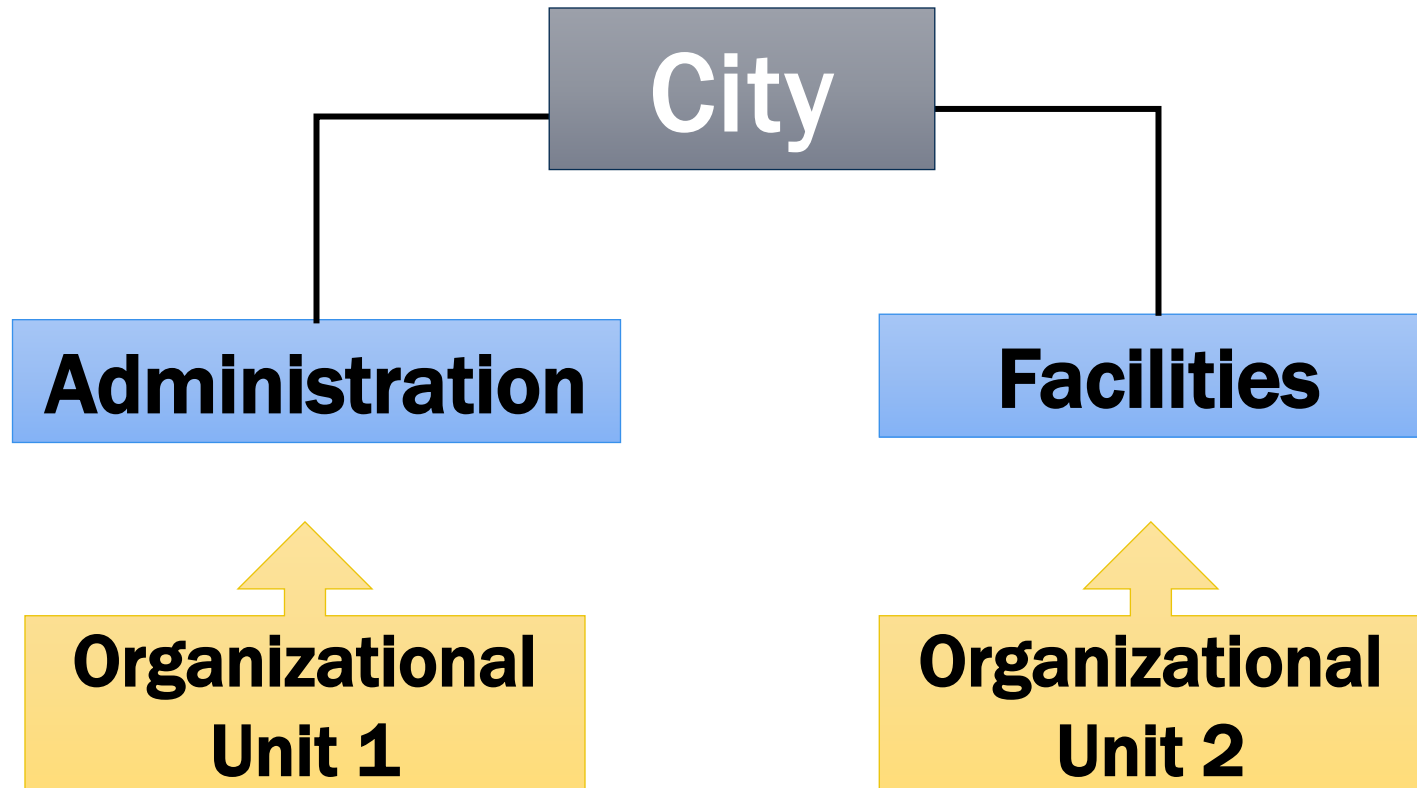 City
Administration
Facilities
Organizational
Unit 1
Organizational
Unit 2